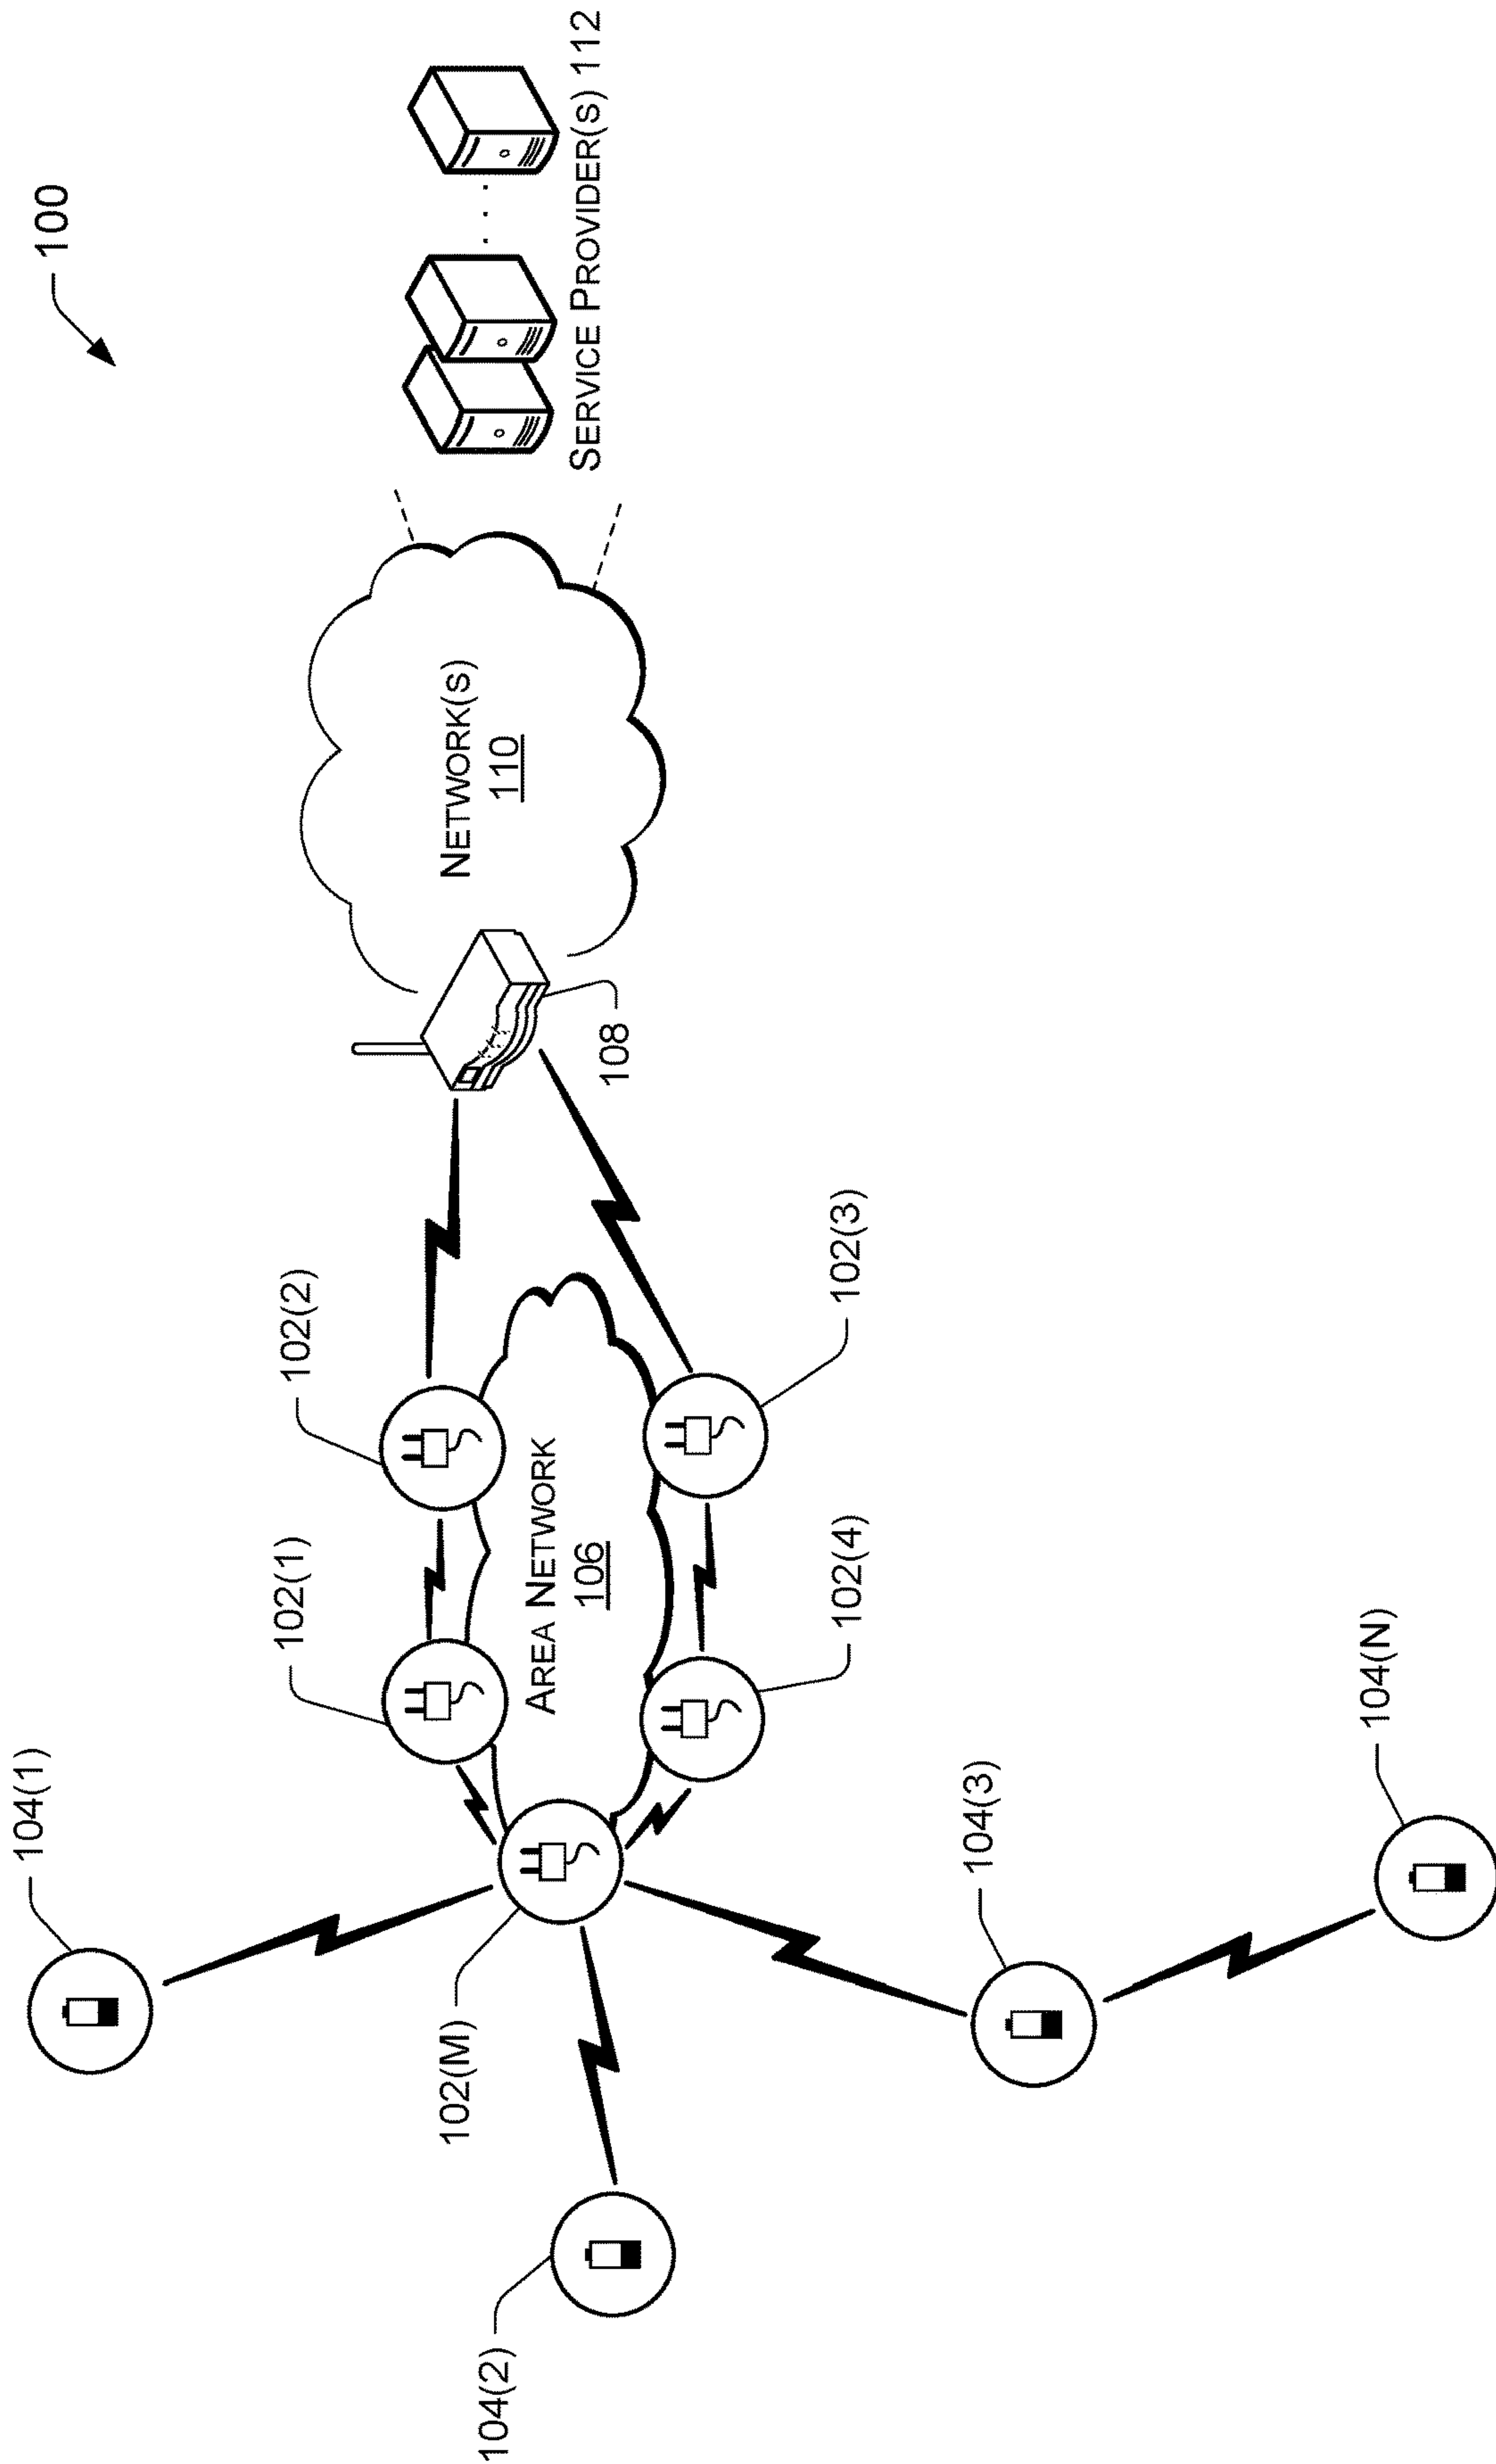 100
104(1)
102(1)
102(2)
102(M)
AREA NETWORK
106
NETWORK(S)
110
SERVICE PROVIDER(S) 112
108
104(2)
102(4)
102(3)
104(3)
104(N)